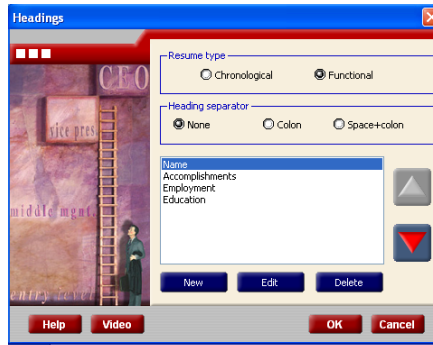 Headings
CEO
vice pres.
middle mgnt.
entry level
Resume type
Chronological
Functional
Heading separator
None
Colon
Space+colon
Name
Accomplishments
Employment
Education
New
Edit
Delete
Help
Video
OK
Cancel